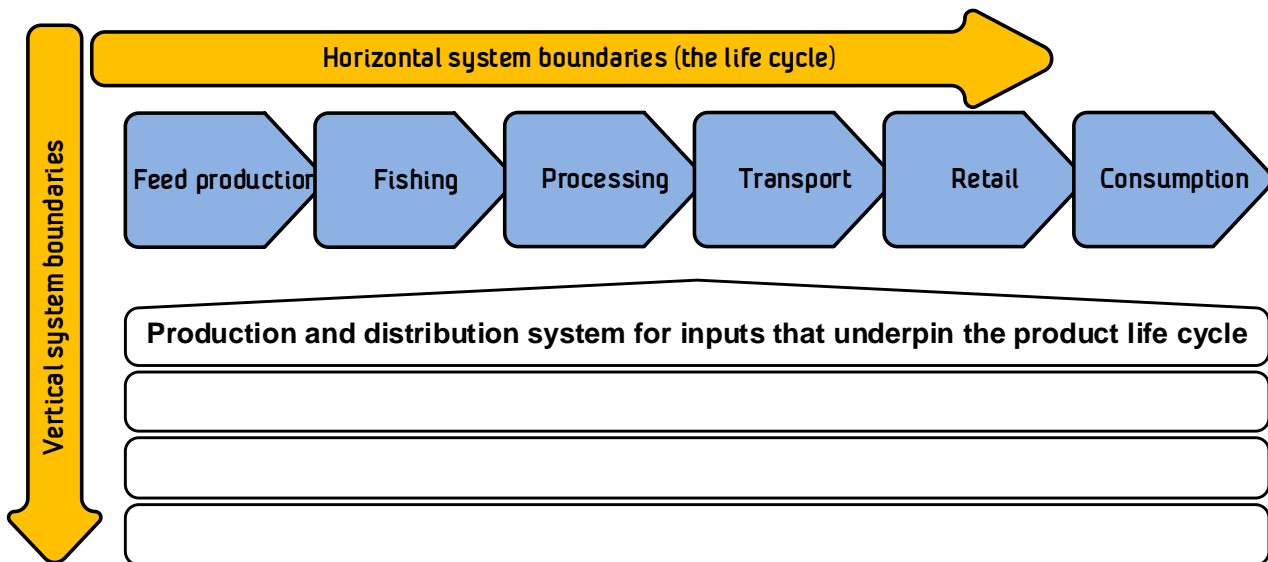 Horizontal system boundaries (the life cycle)
Vertical system boundaries
Feed production
Fishing
Processing
Transport
Retail
Consumption
Production and distribution system for inputs that underpin the product life cycle